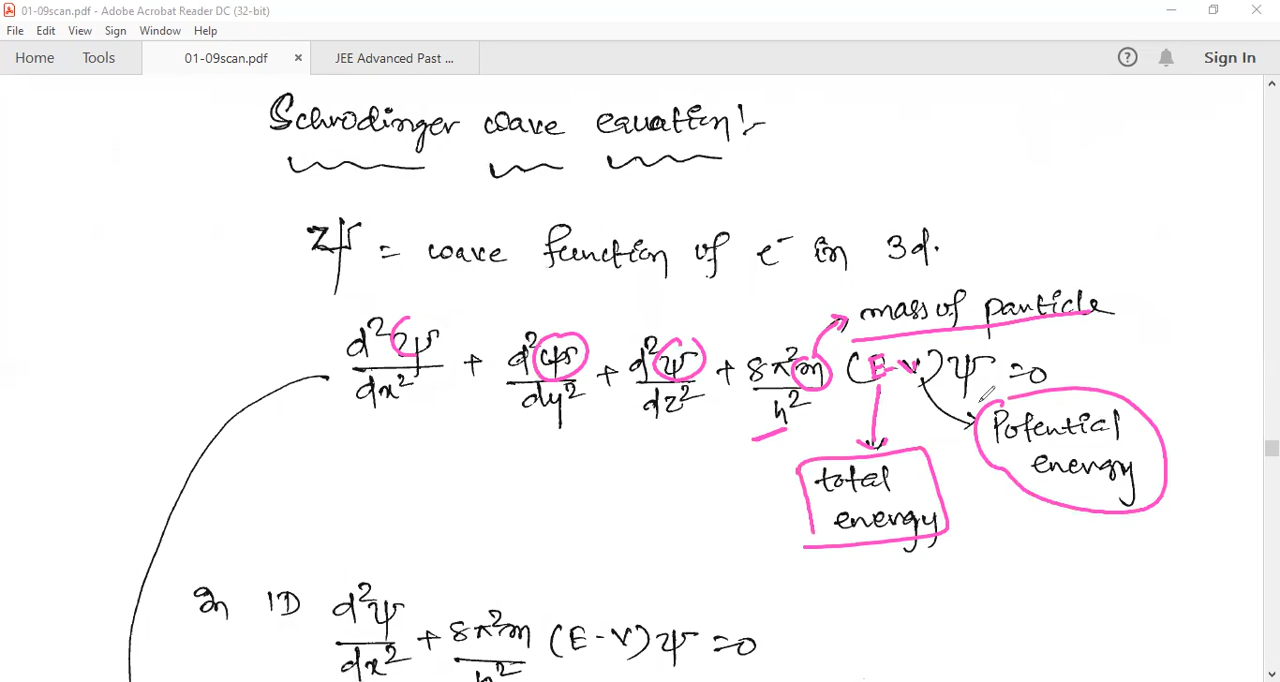 01-09scan.pdf - Adobe Acrobat Reader DC (32-bit)
File Edit View Sign Window Help
Home Tools 01-09scan.pdf × JEE Advanced Past ... Sign In
Schrodinger wave equation:-
ψ = wave function of e⁻ in 3d.
mass of particle
d²ψ/dx² + d²ψ/dy² + d²ψ/dz² + 8π²m/h² (E-V)ψ = 0
Potential
energy
total
energy
In 1D d²ψ/dx² + 8π²m/h² (E-V)ψ = 0